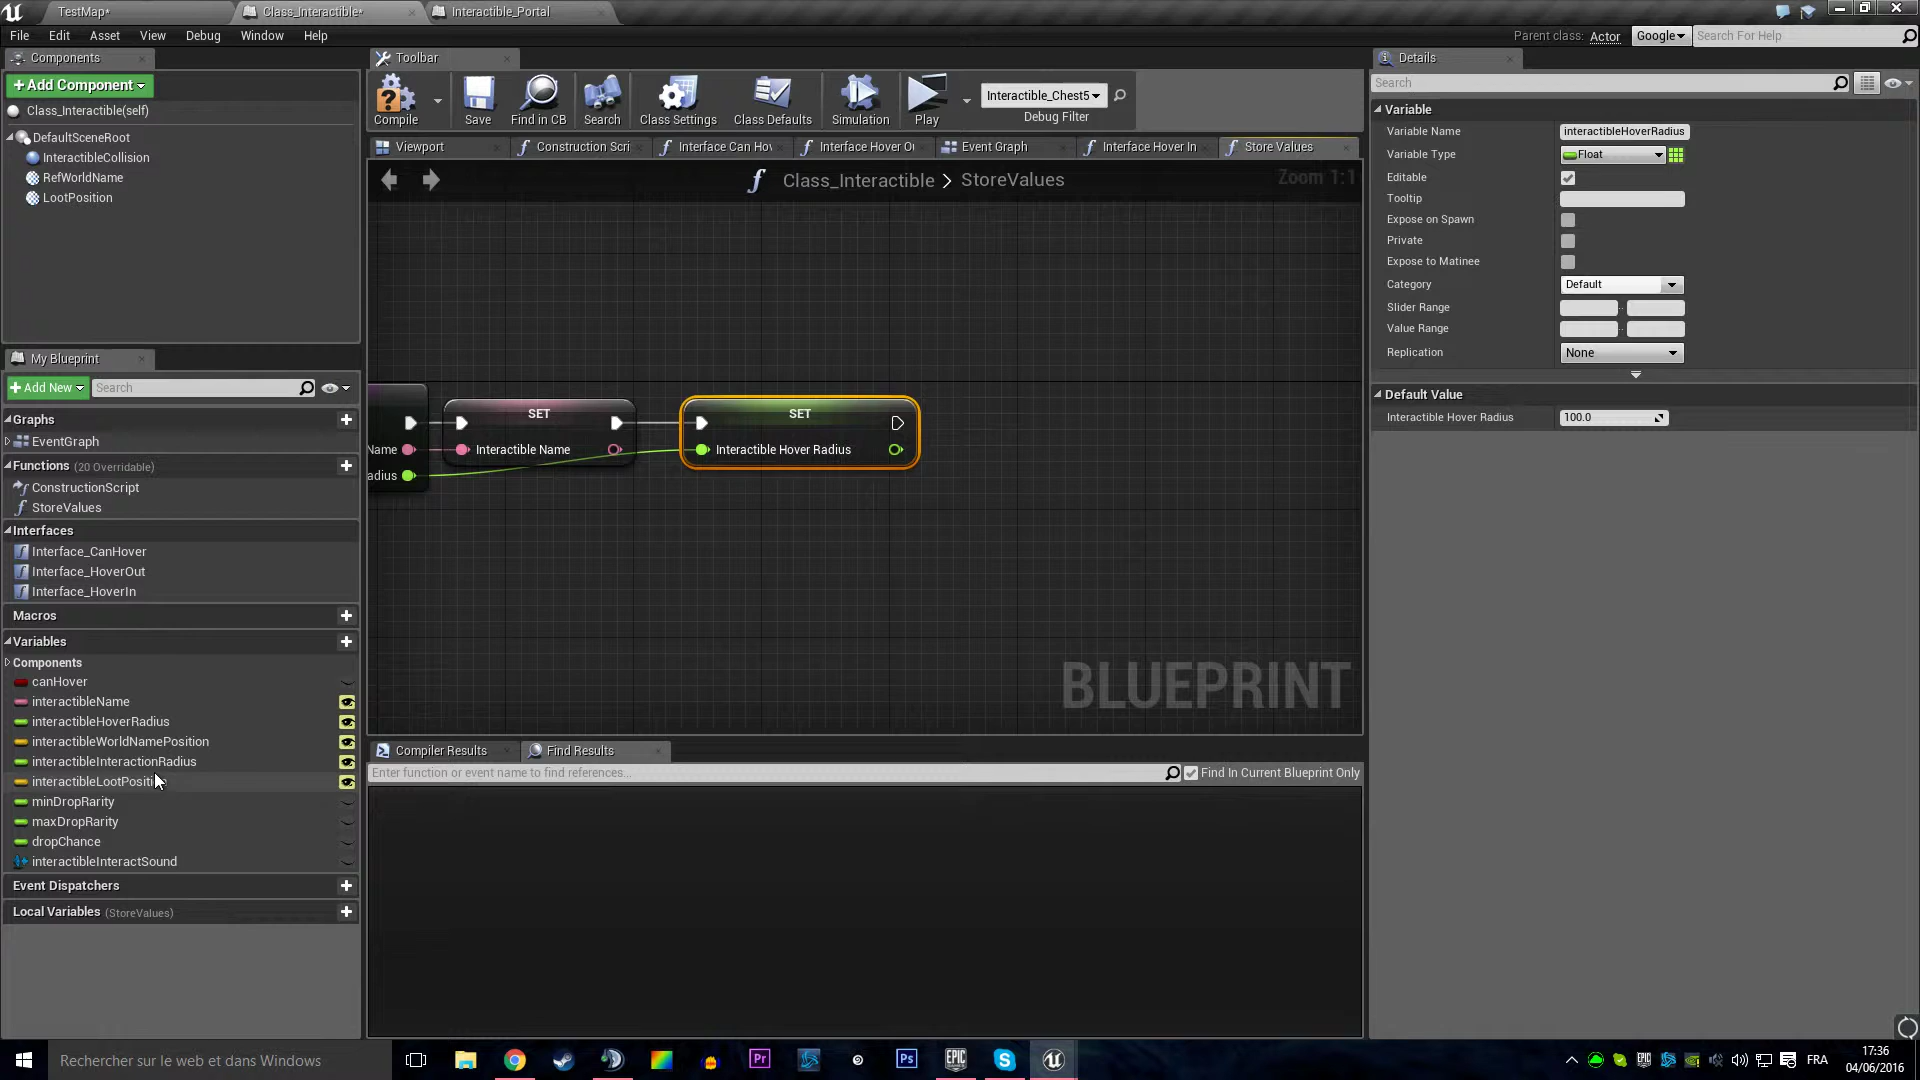 TestMap*
Class_Interactible*
Interactible_Portal
File Edit Asset View Debug Window Help
Parent class: Actor
Google
Search For Help
Components
Add Component
Class_Interactible(self)
DefaultSceneRoot
InteractibleCollision
RefWorldName
LootPosition
Toolbar
Compile
Save
Find in CB
Search
Class Settings
Class Defaults
Simulation
Play
Interactible_Chest5
Debug Filter
Viewport
Construction Scri
Interface Can Hov
Interface Hover Ou
Event Graph
Interface Hover In
Store Values
Class_Interactible > StoreValues
Zoom 1:1
Name
adius
SET
Interactible Name
SET
Interactible Hover Radius
BLUEPRINT
My Blueprint
Add New
Search
Graphs
EventGraph
Functions (20 Overridable)
ConstructionScript
StoreValues
Interfaces
Interface_CanHover
Interface_HoverOut
Interface_HoverIn
Macros
Variables
Components
canHover
interactibleName
interactibleHoverRadius
interactibleWorldNamePosition
interactibleInteractionRadius
interactibleLootPositi
minDropRarity
maxDropRarity
dropChance
interactibleInteractSound
Event Dispatchers
Local Variables (StoreValues)
Compiler Results
Find Results
Enter function or event name to find references...
Find In Current Blueprint Only
Details
Search
Variable
Variable Name interactibleHoverRadius
Variable Type Float
Editable
Tooltip
Expose on Spawn
Private
Expose to Matinee
Category Default
Slider Range
Value Range
Replication None
Default Value
Interactible Hover Radius 100.0
Rechercher sur le web et dans Windows
Pr
Ps
EPIC
FRA
17:36
04/06/2016